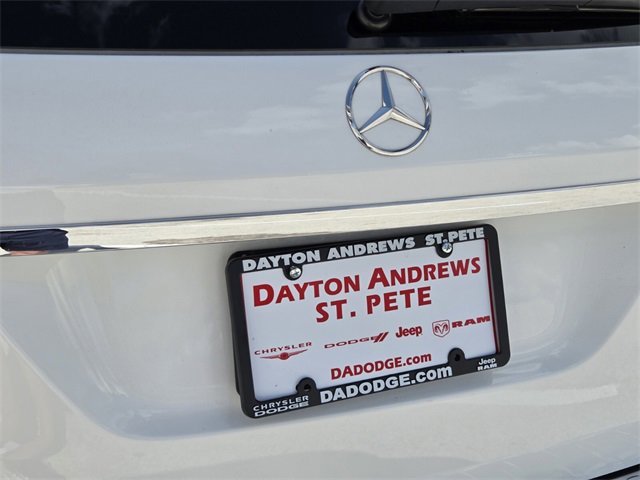 DAYTON ANDREWS ST. PETE
DAYTON ANDREWS
ST. PETE
CHRYSLER DODGE Jeep RAM
DADODGE.com
CHRYSLER
DODGE
DADODGE.com
Jeep
RAM